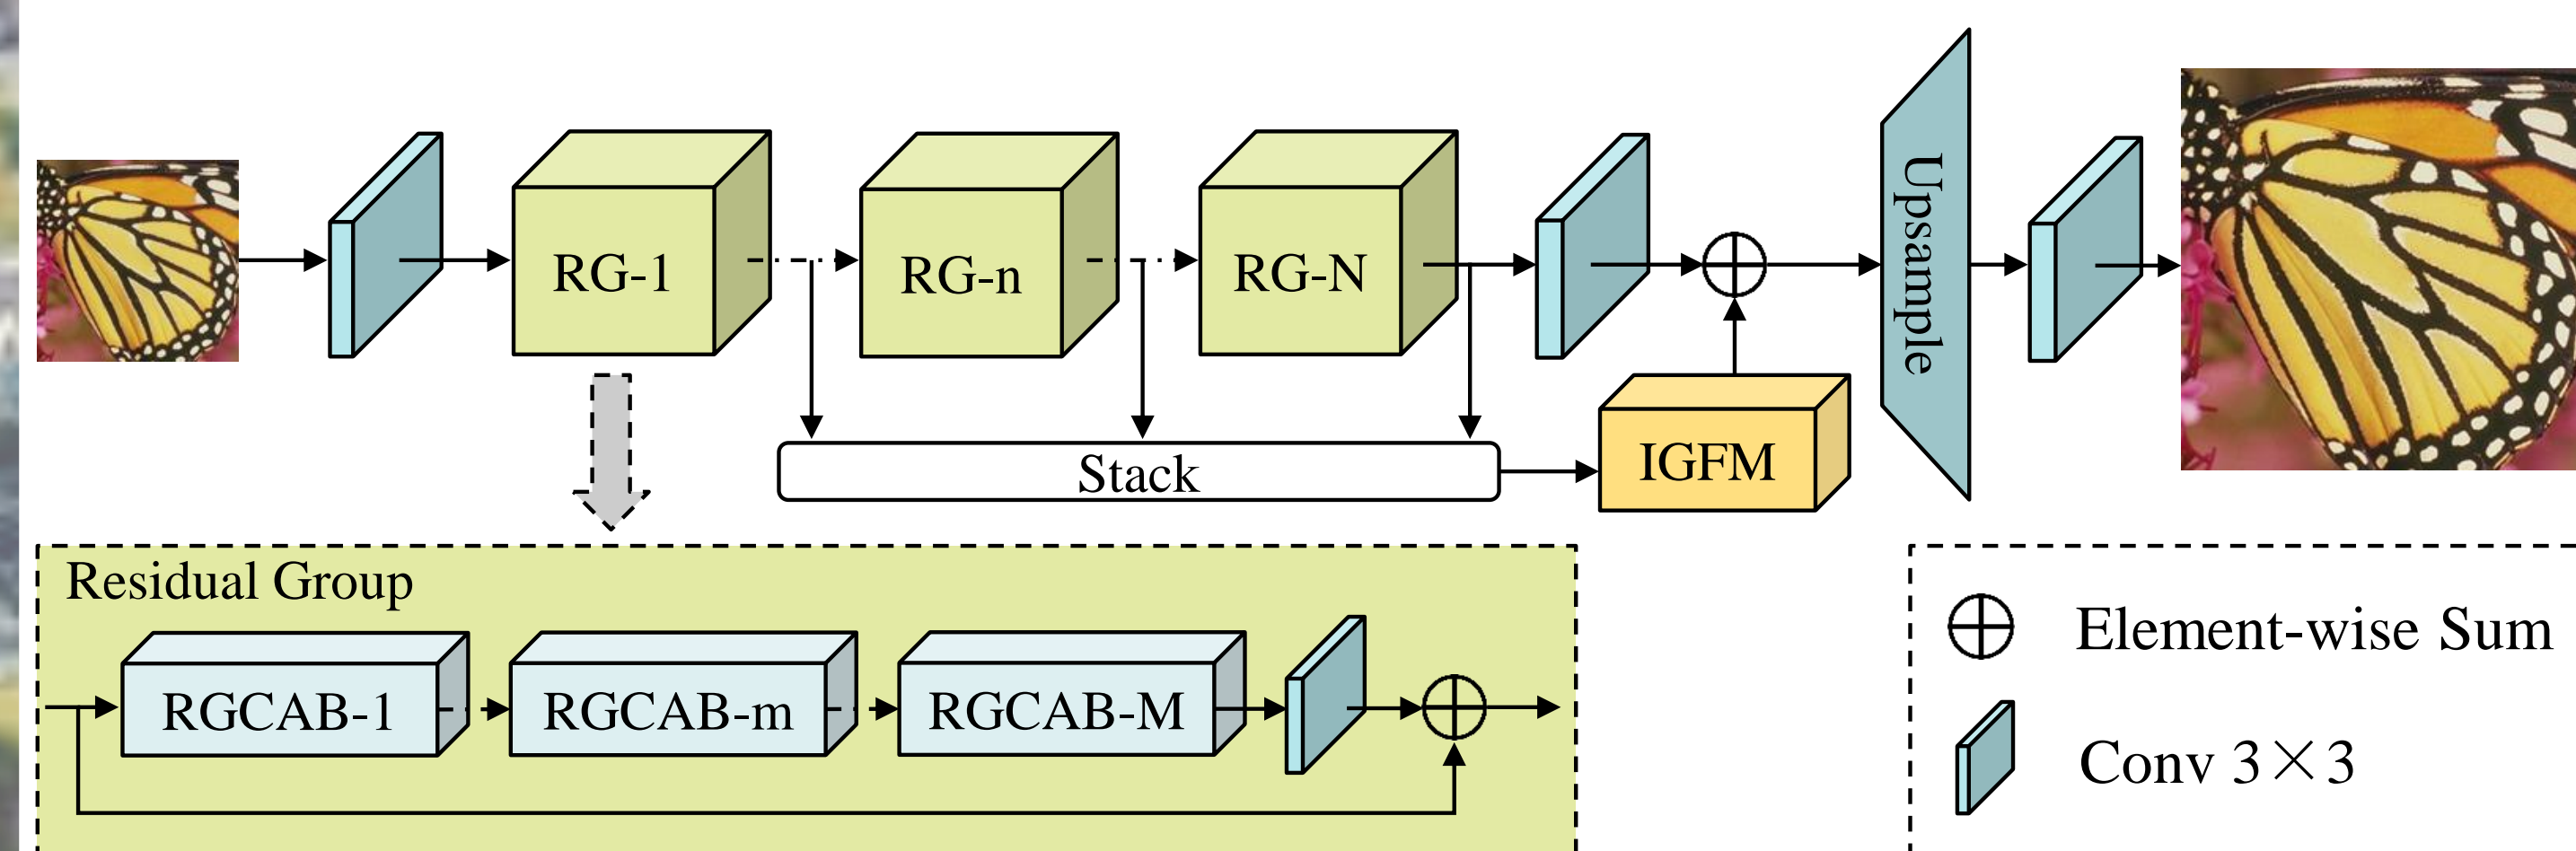 RG-1
RG-n
RG-N
Upsample
Stack
IGFM
Residual Group
RGCAB-1
RGCAB-m
RGCAB-M
Element-wise Sum
Conv 3×3